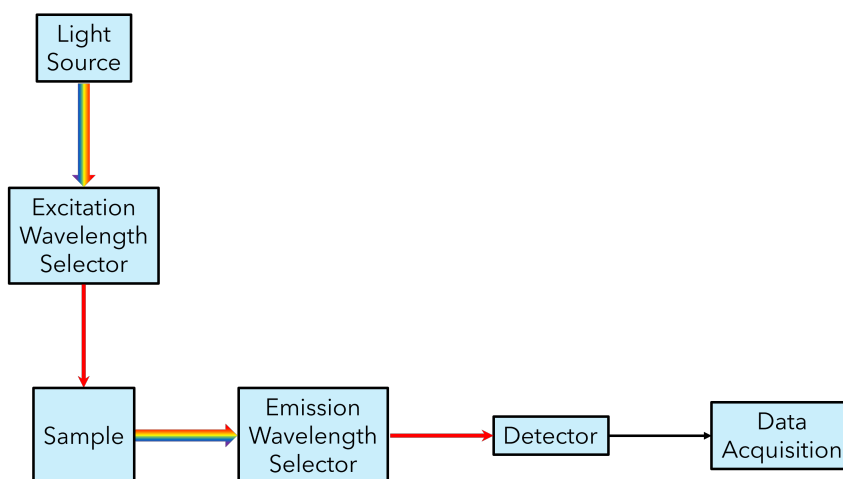 Light
Source
Excitation
Wavelength
Selector
Sample
Emission
Wavelength
Selector
Detector
Data
Acquisition